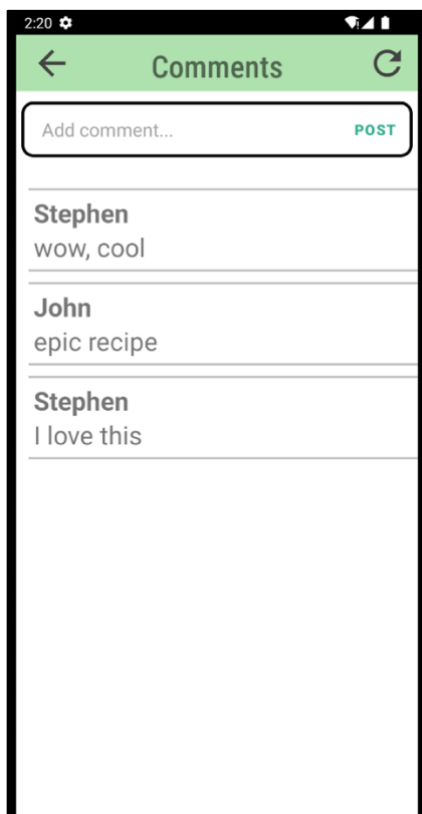 2:20
Comments
Add comment... POST
Stephen
wow, cool
John
epic recipe
Stephen
I love this